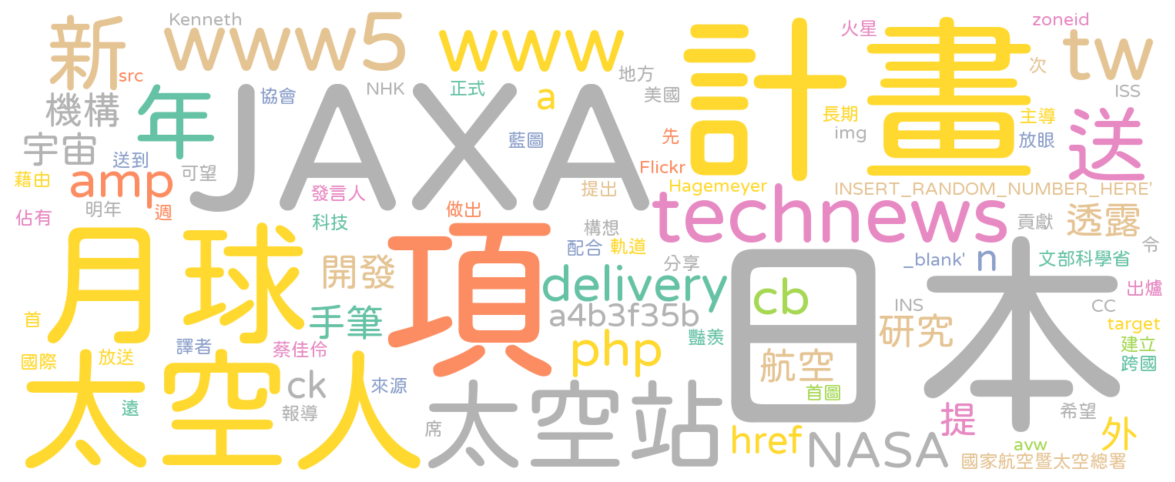 Kenneth
www5
www
zoneid
新
src
火星
tw
計畫
次
機構
年
協會
NHK
正式
地方
美國
a
ISS
長期
img
主導
放眼
送
宇宙
送到
可望
JAXA
藍圖
先
Flickr
Hagemeyer
INSERT_RANDOM_NUMBER_HERE'
藉由
amp
發言人
提出
佔有
明年
週
科技
做出
構想
technews
貢獻
透露
令
月球
開發
項
配合
軌道
分享
日本
_blank'
n
文部科學省
delivery
cb
出爐
首
手筆
a4b3f35b
INS
CC
target
國際
放送
譯者
蔡佳伶
php
豔羨
航空
研究
建立
跨國
太空人
ck
來源
首圖
遠
報導
席
太空站
href
NASA
提
希望
外
avw
國家航空暨太空總署